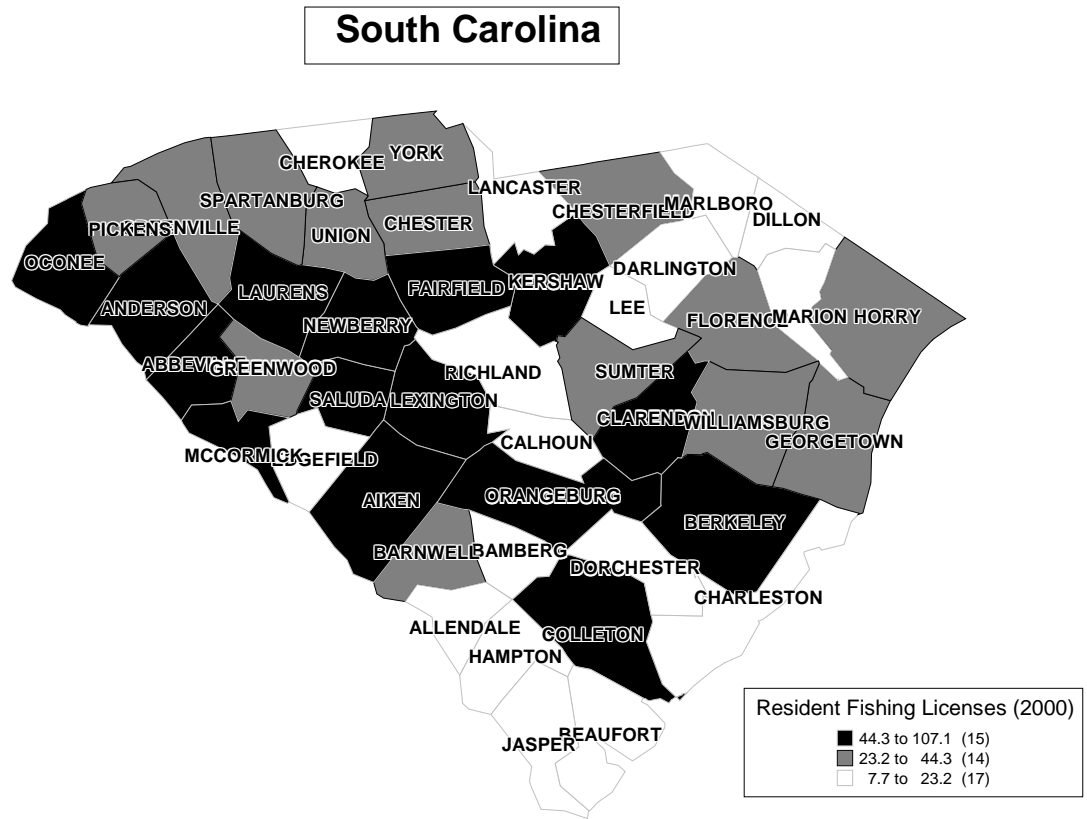 South Carolina
CHEROKEE
YORK
LANCASTER
SPARTANBURG
CHESTERFIELD
MARLBORO
DILLON
PICKENS
GREENVILLE
UNION
CHESTER
OCONEE
DARLINGTON
ANDERSON
LAURENS
FAIRFIELD
KERSHAW
LEE
NEWBERRY
FLORENCE
MARION
HORRY
ABBEVILLE
GREENWOOD
RICHLAND
SUMTER
SALUDA
LEXINGTON
CLARENDON
WILLIAMSBURG
GEORGETOWN
CALHOUN
MCCORMICK
EDGEFIELD
AIKEN
ORANGEBURG
BERKELEY
BARNWELL
BAMBERG
DORCHESTER
CHARLESTON
ALLENDALE
COLLETON
HAMPTON
JASPER
BEAUFORT
Resident Fishing Licenses (2000)
44.3 to 107.1 (15)
23.2 to 44.3 (14)
7.7 to 23.2 (17)